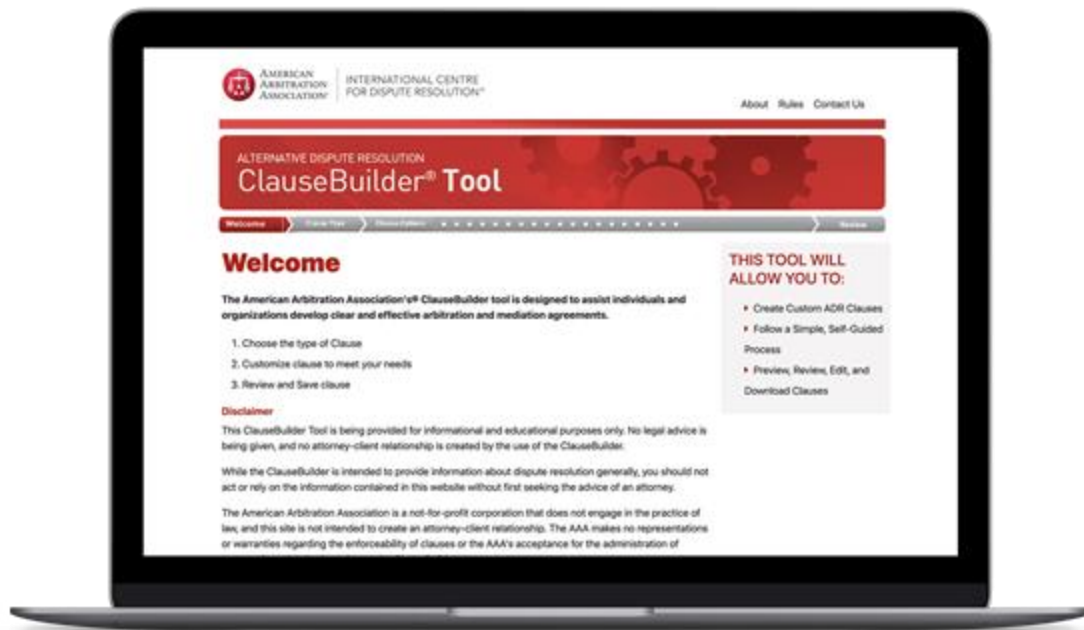 AMERICAN
ARBITRATION
ASSOCIATION®
INTERNATIONAL CENTRE
FOR DISPUTE RESOLUTION®
About Rules Contact Us
ALTERNATIVE DISPUTE RESOLUTION
ClauseBuilder® Tool
Welcome
Review
Welcome
The American Arbitration Association's® ClauseBuilder tool is designed to assist individuals and
organizations develop clear and effective arbitration and mediation agreements.
1. Choose the type of Clause
2. Customize clause to meet your needs
3. Review and Save clause
Disclaimer
This ClauseBuilder Tool is being provided for informational and educational purposes only. No legal advice is
being given, and no attorney-client relationship is created by the use of the ClauseBuilder.
While the ClauseBuilder is intended to provide information about dispute resolution generally, you should not
act or rely on the information contained in this website without first seeking the advice of an attorney.
The American Arbitration Association is a not-for-profit corporation that does not engage in the practice of
law, and this site is not intended to create an attorney-client relationship. The AAA makes no representations
or warranties regarding the enforceability of clauses or the AAA's acceptance for the administration of
THIS TOOL WILL
ALLOW YOU TO:
Create Custom ADR Clauses
Follow a Simple, Self-Guided
Process
Preview, Review, Edit, and
Download Clauses